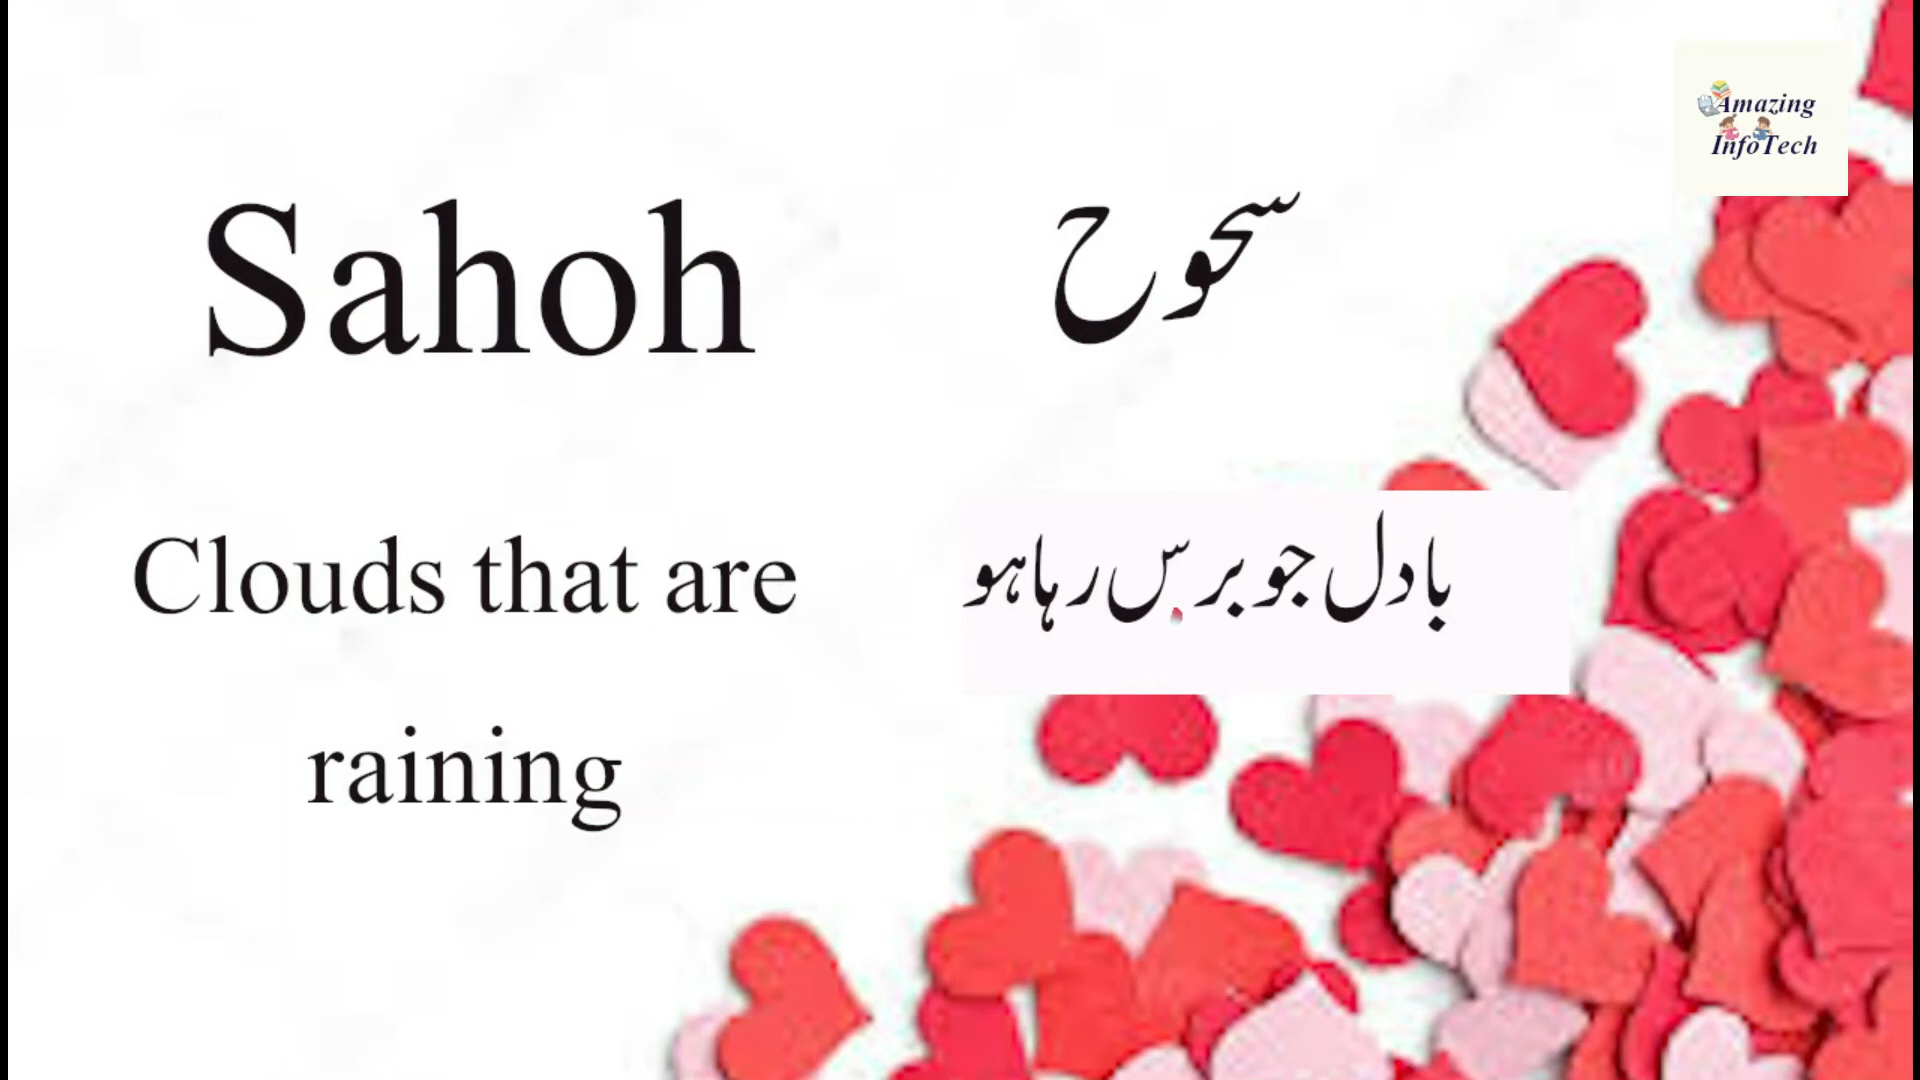 Amazing
InfoTech
Sahoh
سحوح
Clouds that are
raining
بادل جو برس رہا ہو